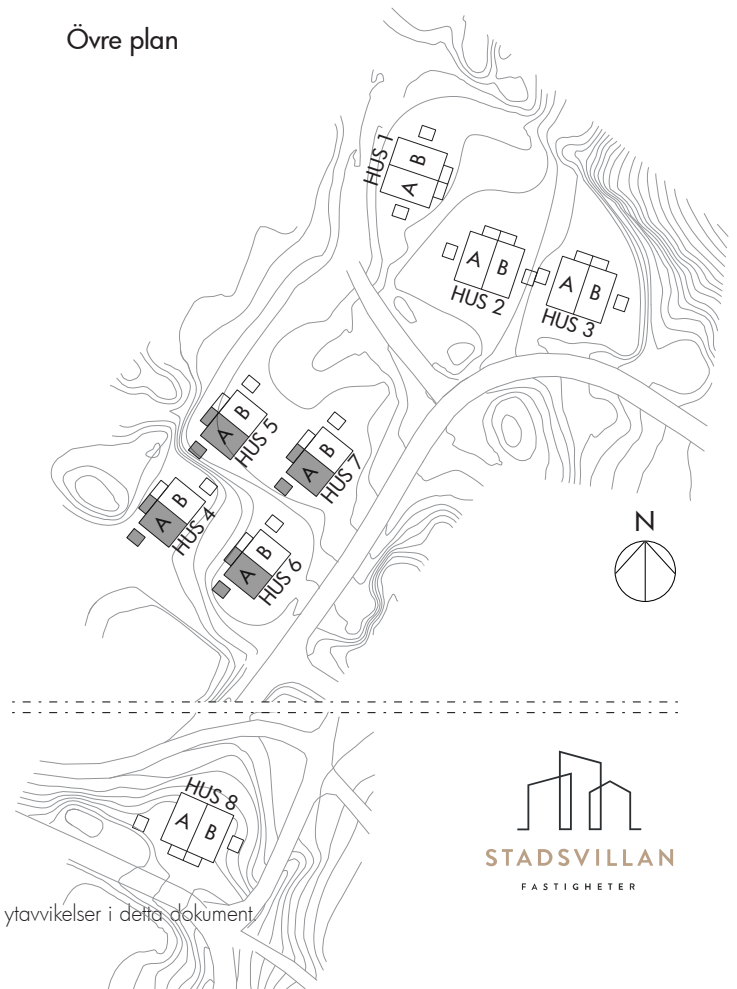 Övre plan
HUS 1
B
A
A
B
HUS 2
A
B
HUS 3
B
A
HUS 5
B
A
HUS 7
B
A
HUS 4
B
A
HUS 6
N
HUS 8
A
B
STADSVILLAN
FASTIGHETER
ytavvikelser i detta dokument.